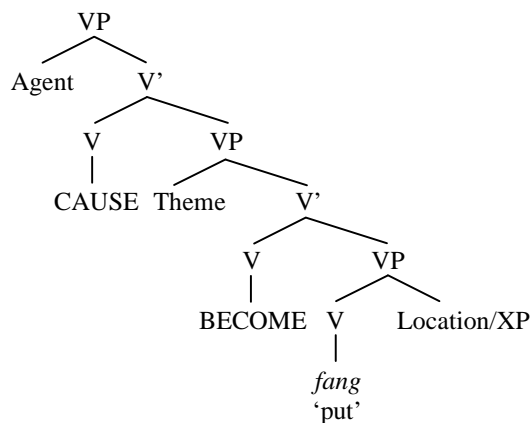 VP
Agent V’
V VP
CAUSE Theme V’
V VP
BECOME V Location/XP
fang
‘put’